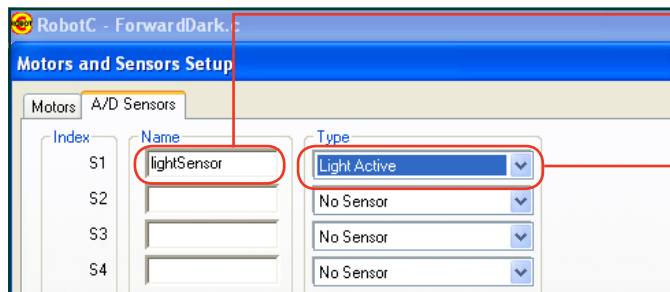 RobotC - ForwardDark.c
Motors and Sensors Setup
Motors A/D Sensors
Index Name Type
S1 lightSensor Light Active
S2 No Sensor
S3 No Sensor
S4 No Sensor